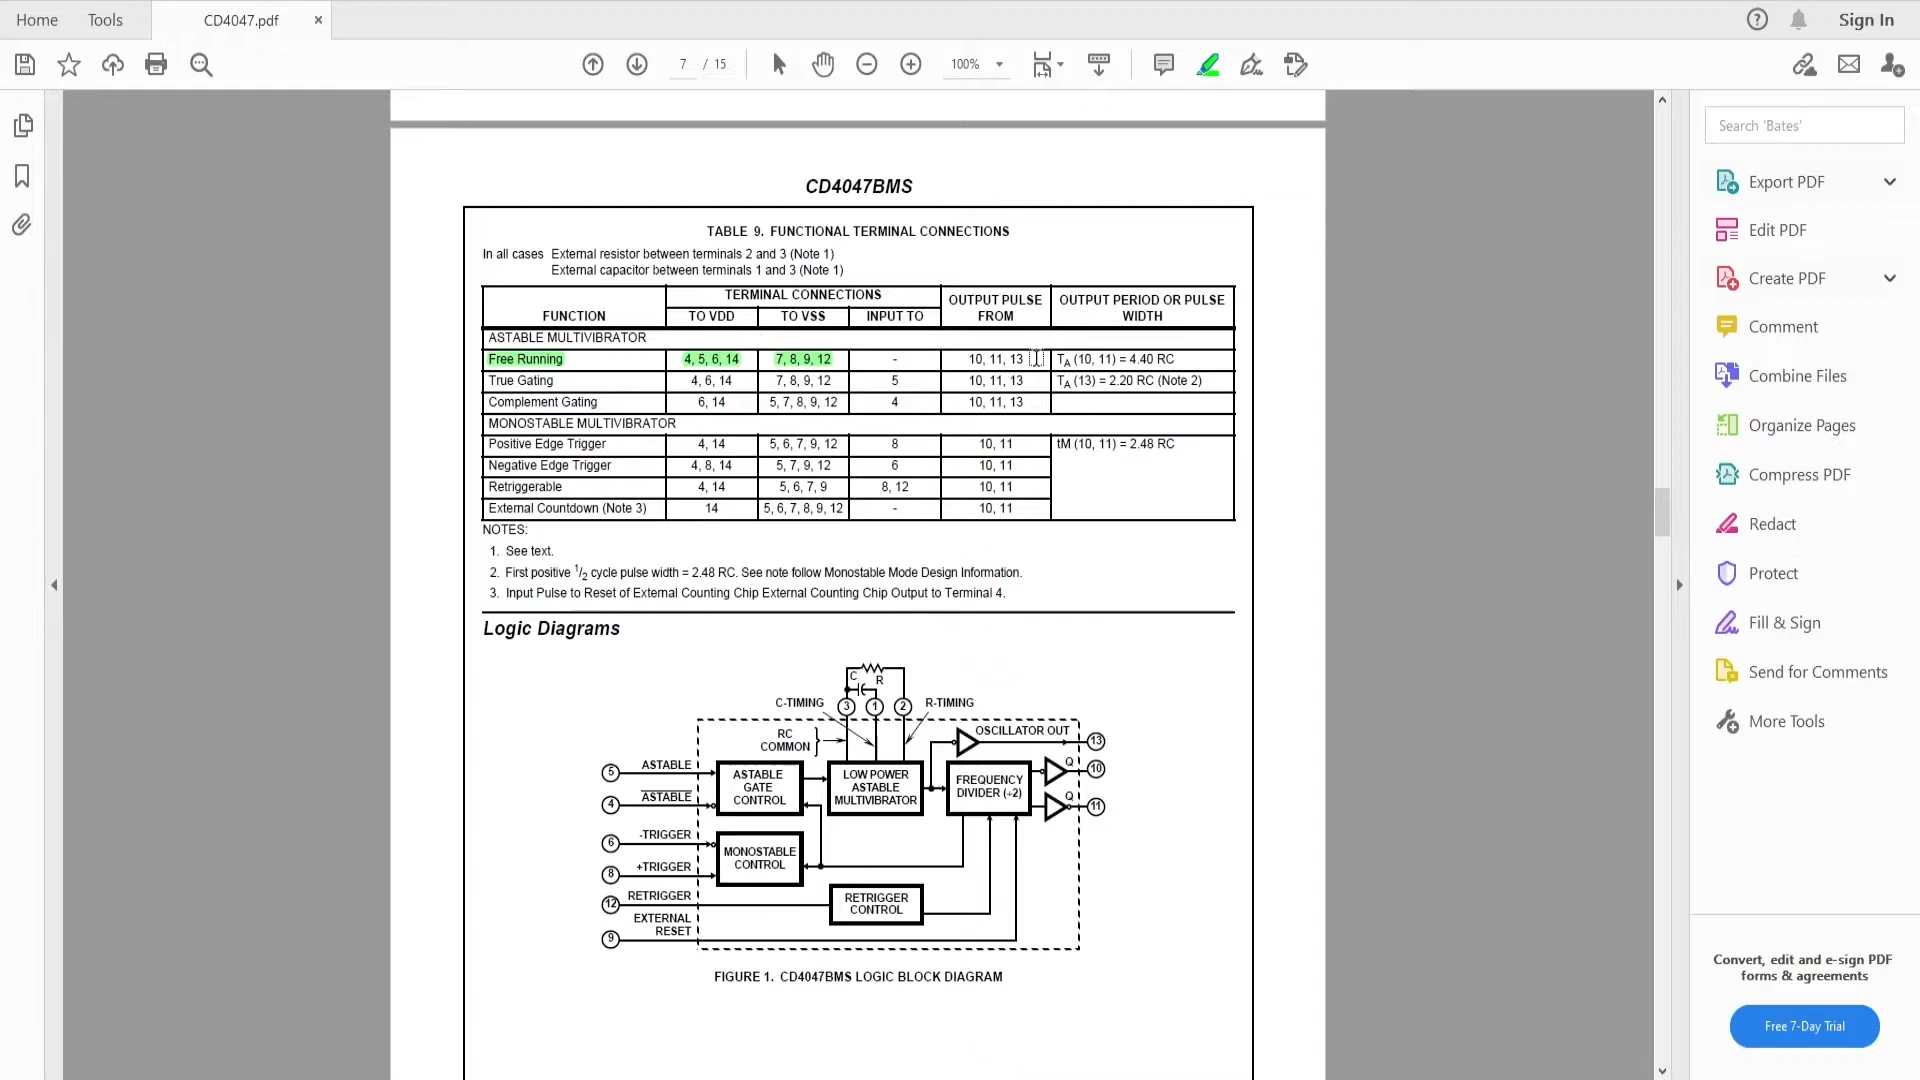 Home Tools CD4047.pdf × Sign In
7 / 15 100%
Search 'Bates'
Export PDF
Edit PDF
Create PDF
Comment
Combine Files
Organize Pages
Compress PDF
Redact
Protect
Fill & Sign
Send for Comments
More Tools
Convert, edit and e-sign PDF
forms & agreements
Free 7-Day Trial
CD4047BMS
TABLE 9. FUNCTIONAL TERMINAL CONNECTIONS
In all cases External resistor between terminals 2 and 3 (Note 1)
External capacitor between terminals 1 and 3 (Note 1)
FUNCTION TERMINAL CONNECTIONS OUTPUT PULSE FROM OUTPUT PERIOD OR PULSE WIDTH
TO VDD TO VSS INPUT TO
ASTABLE MULTIVIBRATOR
Free Running 4, 5, 6, 14 7, 8, 9, 12 - 10, 11, 13 TA (10, 11) = 4.40 RC
True Gating 4, 6, 14 7, 8, 9, 12 5 10, 11, 13 TA (13) = 2.20 RC (Note 2)
Complement Gating 6, 14 5, 7, 8, 9, 12 4 10, 11, 13
MONOSTABLE MULTIVIBRATOR
Positive Edge Trigger 4, 14 5, 6, 7, 9, 12 8 10, 11 tM (10, 11) = 2.48 RC
Negative Edge Trigger 4, 8, 14 5, 7, 9, 12 6 10, 11
Retriggerable 4, 14 5, 6, 7, 9 8, 12 10, 11
External Countdown (Note 3) 14 5, 6, 7, 8, 9, 12 - 10, 11
NOTES:
1. See text.
2. First positive 1/2 cycle pulse width = 2.48 RC. See note follow Monostable Mode Design Information.
3. Input Pulse to Reset of External Counting Chip External Counting Chip Output to Terminal 4.
Logic Diagrams
C R
C-TIMING 3 1 2 R-TIMING
RC
COMMON
OSCILLATOR OUT 13
5 ASTABLE
4 ASTABLE
ASTABLE
GATE
CONTROL
LOW POWER
ASTABLE
MULTIVIBRATOR
FREQUENCY
DIVIDER (÷2)
Q 10
Q 11
6 -TRIGGER
8 +TRIGGER
MONOSTABLE
CONTROL
12 RETRIGGER
RETRIGGER
CONTROL
9 EXTERNAL
RESET
FIGURE 1. CD4047BMS LOGIC BLOCK DIAGRAM